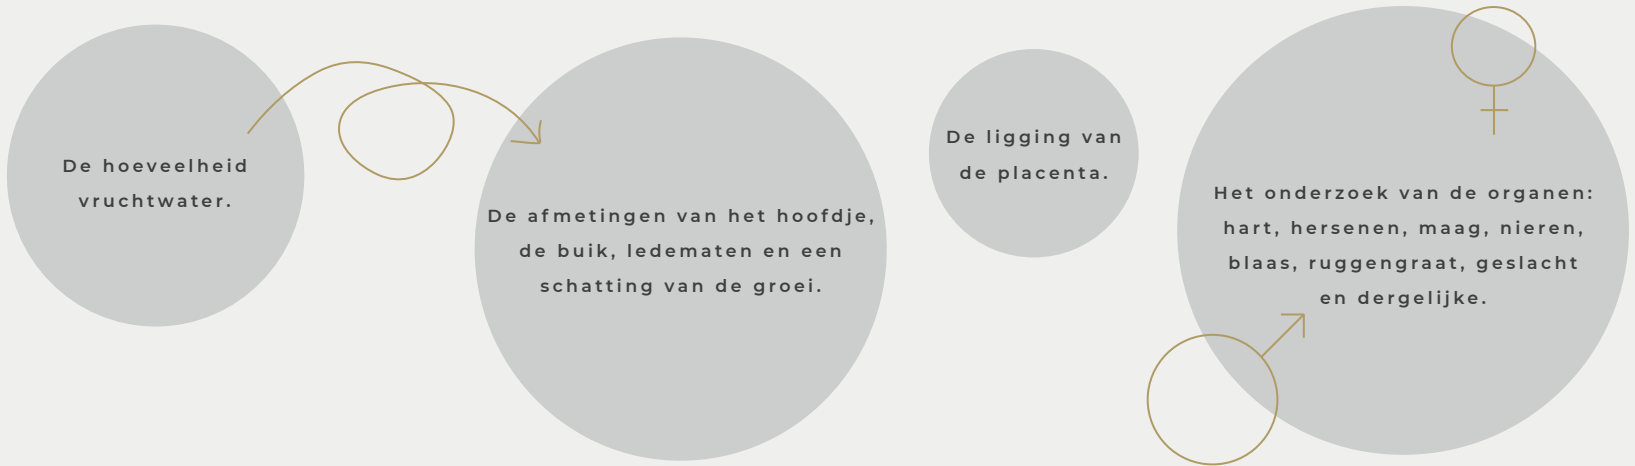 De hoeveelheid
vruchtwater.
De afmetingen van het hoofdje,
de buik, ledematen en een
schatting van de groei.
De ligging van
de placenta.
Het onderzoek van de organen:
hart, hersenen, maag, nieren,
blaas, ruggengraat, geslacht
en dergelijke.